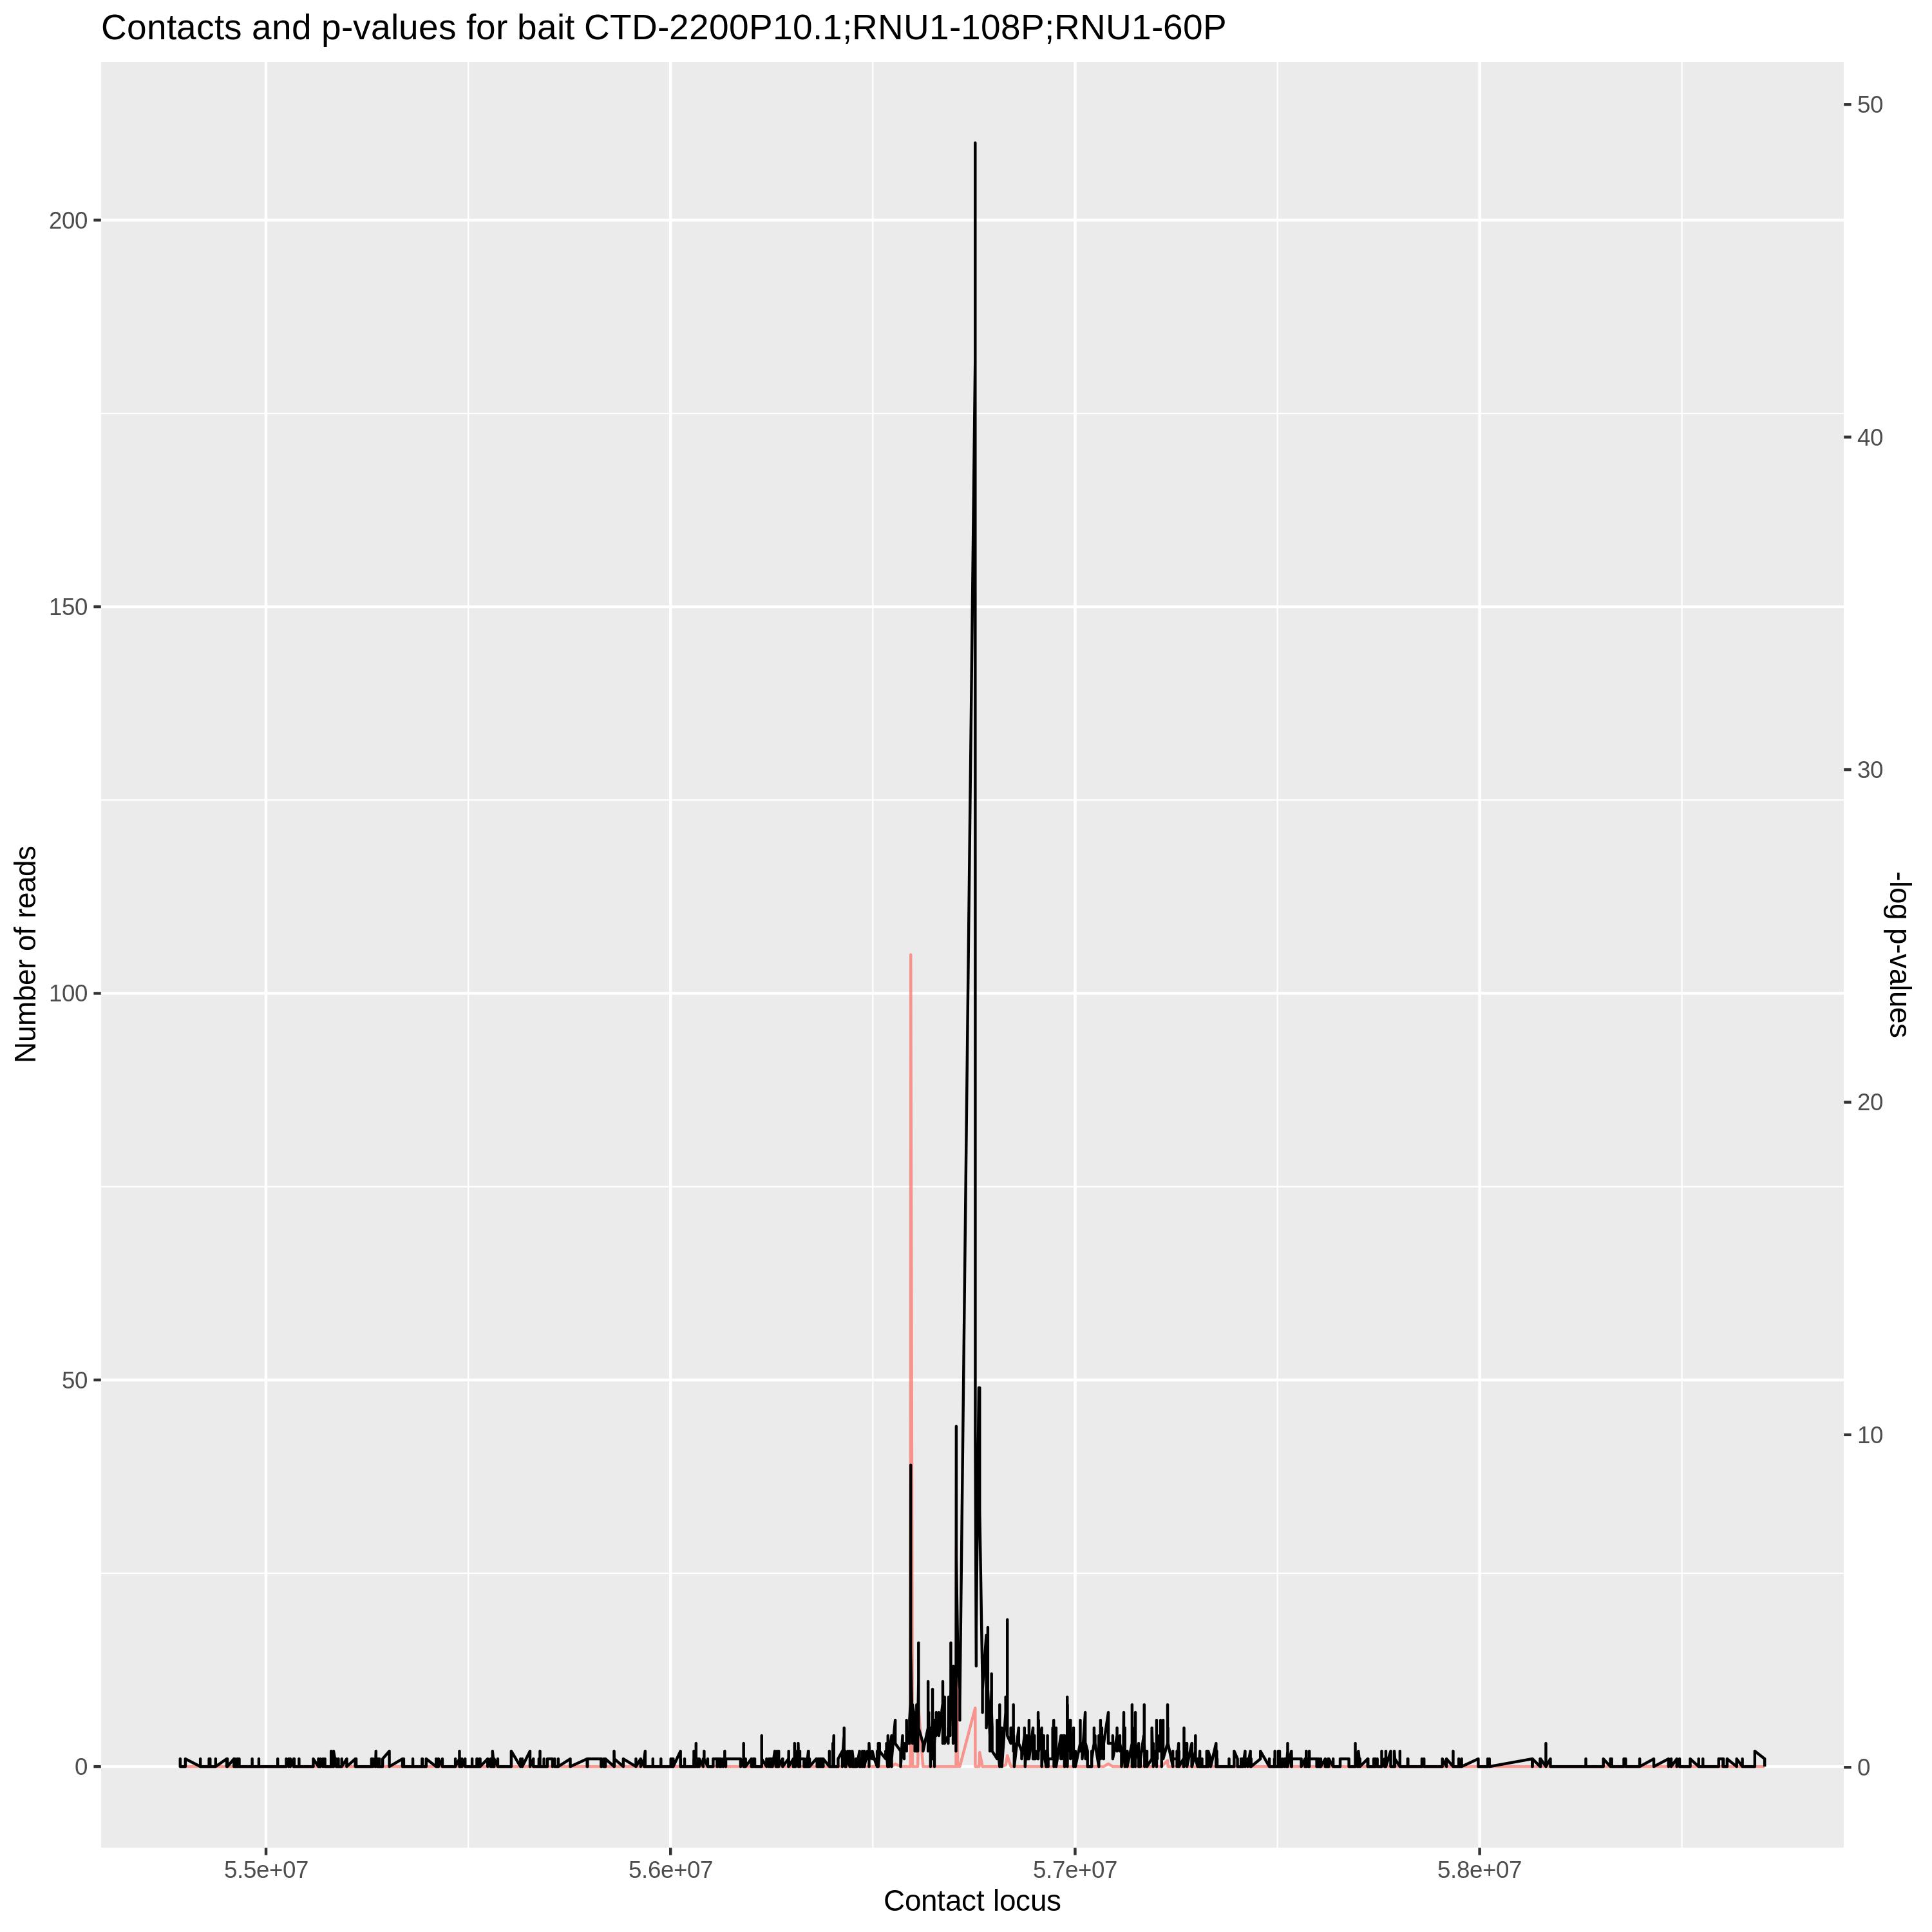 Contacts and p-values for bait CTD-2200P10.1;RNU1-108P;RNU1-60P
50
200
40
150
30
Number of reads
-log p-values
100
20
50
10
0
0
5.5e+07 5.6e+07 5.7e+07 5.8e+07
Contact locus